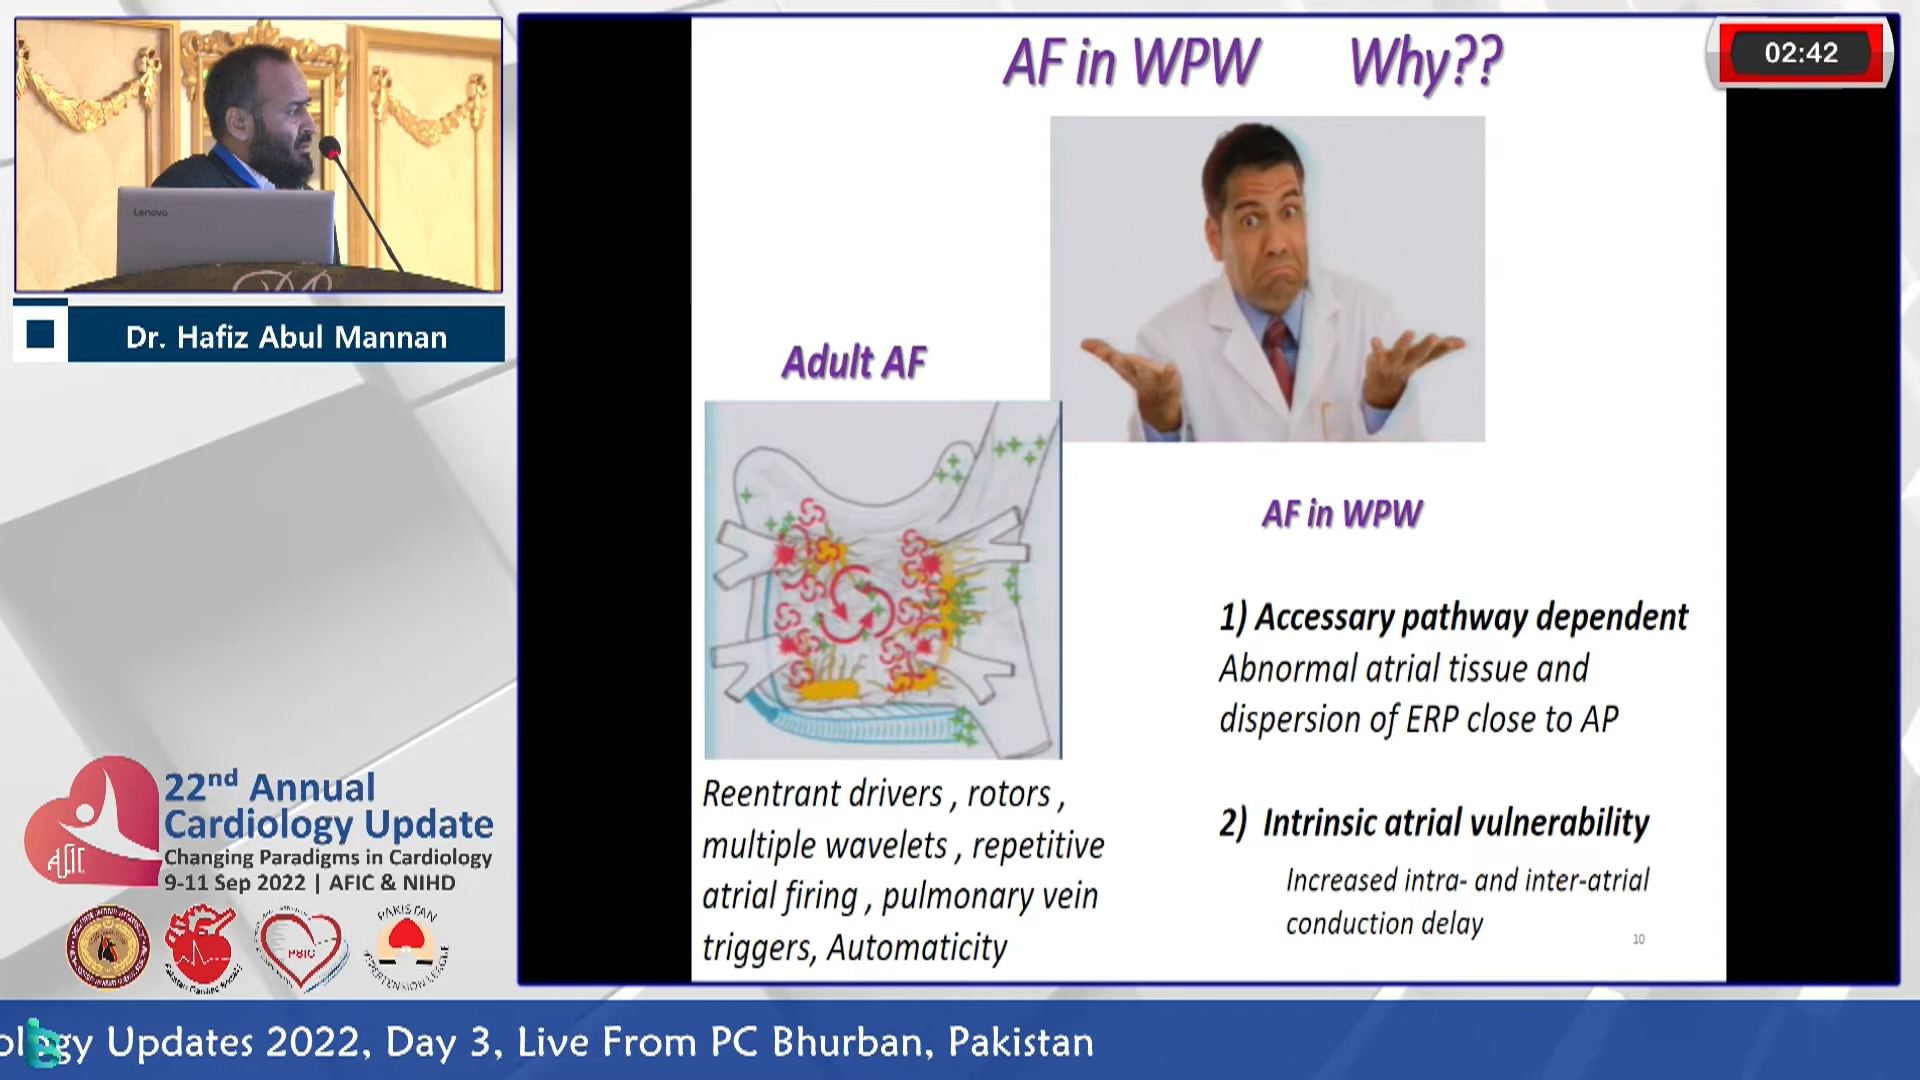 Lenovo
Dr. Hafiz Abul Mannan
AF in WPW Why??
02:42
Adult AF
Reentrant drivers , rotors ,
multiple wavelets , repetitive
atrial firing , pulmonary vein
triggers, Automaticity
AF in WPW
1) Accessary pathway dependent
Abnormal atrial tissue and
dispersion of ERP close to AP
2) Intrinsic atrial vulnerability
Increased intra- and inter-atrial
conduction delay
10
22nd Annual
Cardiology Update
Changing Paradigms in Cardiology
9-11 Sep 2022 | AFIC & NIHD
PAKISTAN
HYPERTENSION LEAGUE
ology Updates 2022, Day 3, Live From PC Bhurban, Pakistan